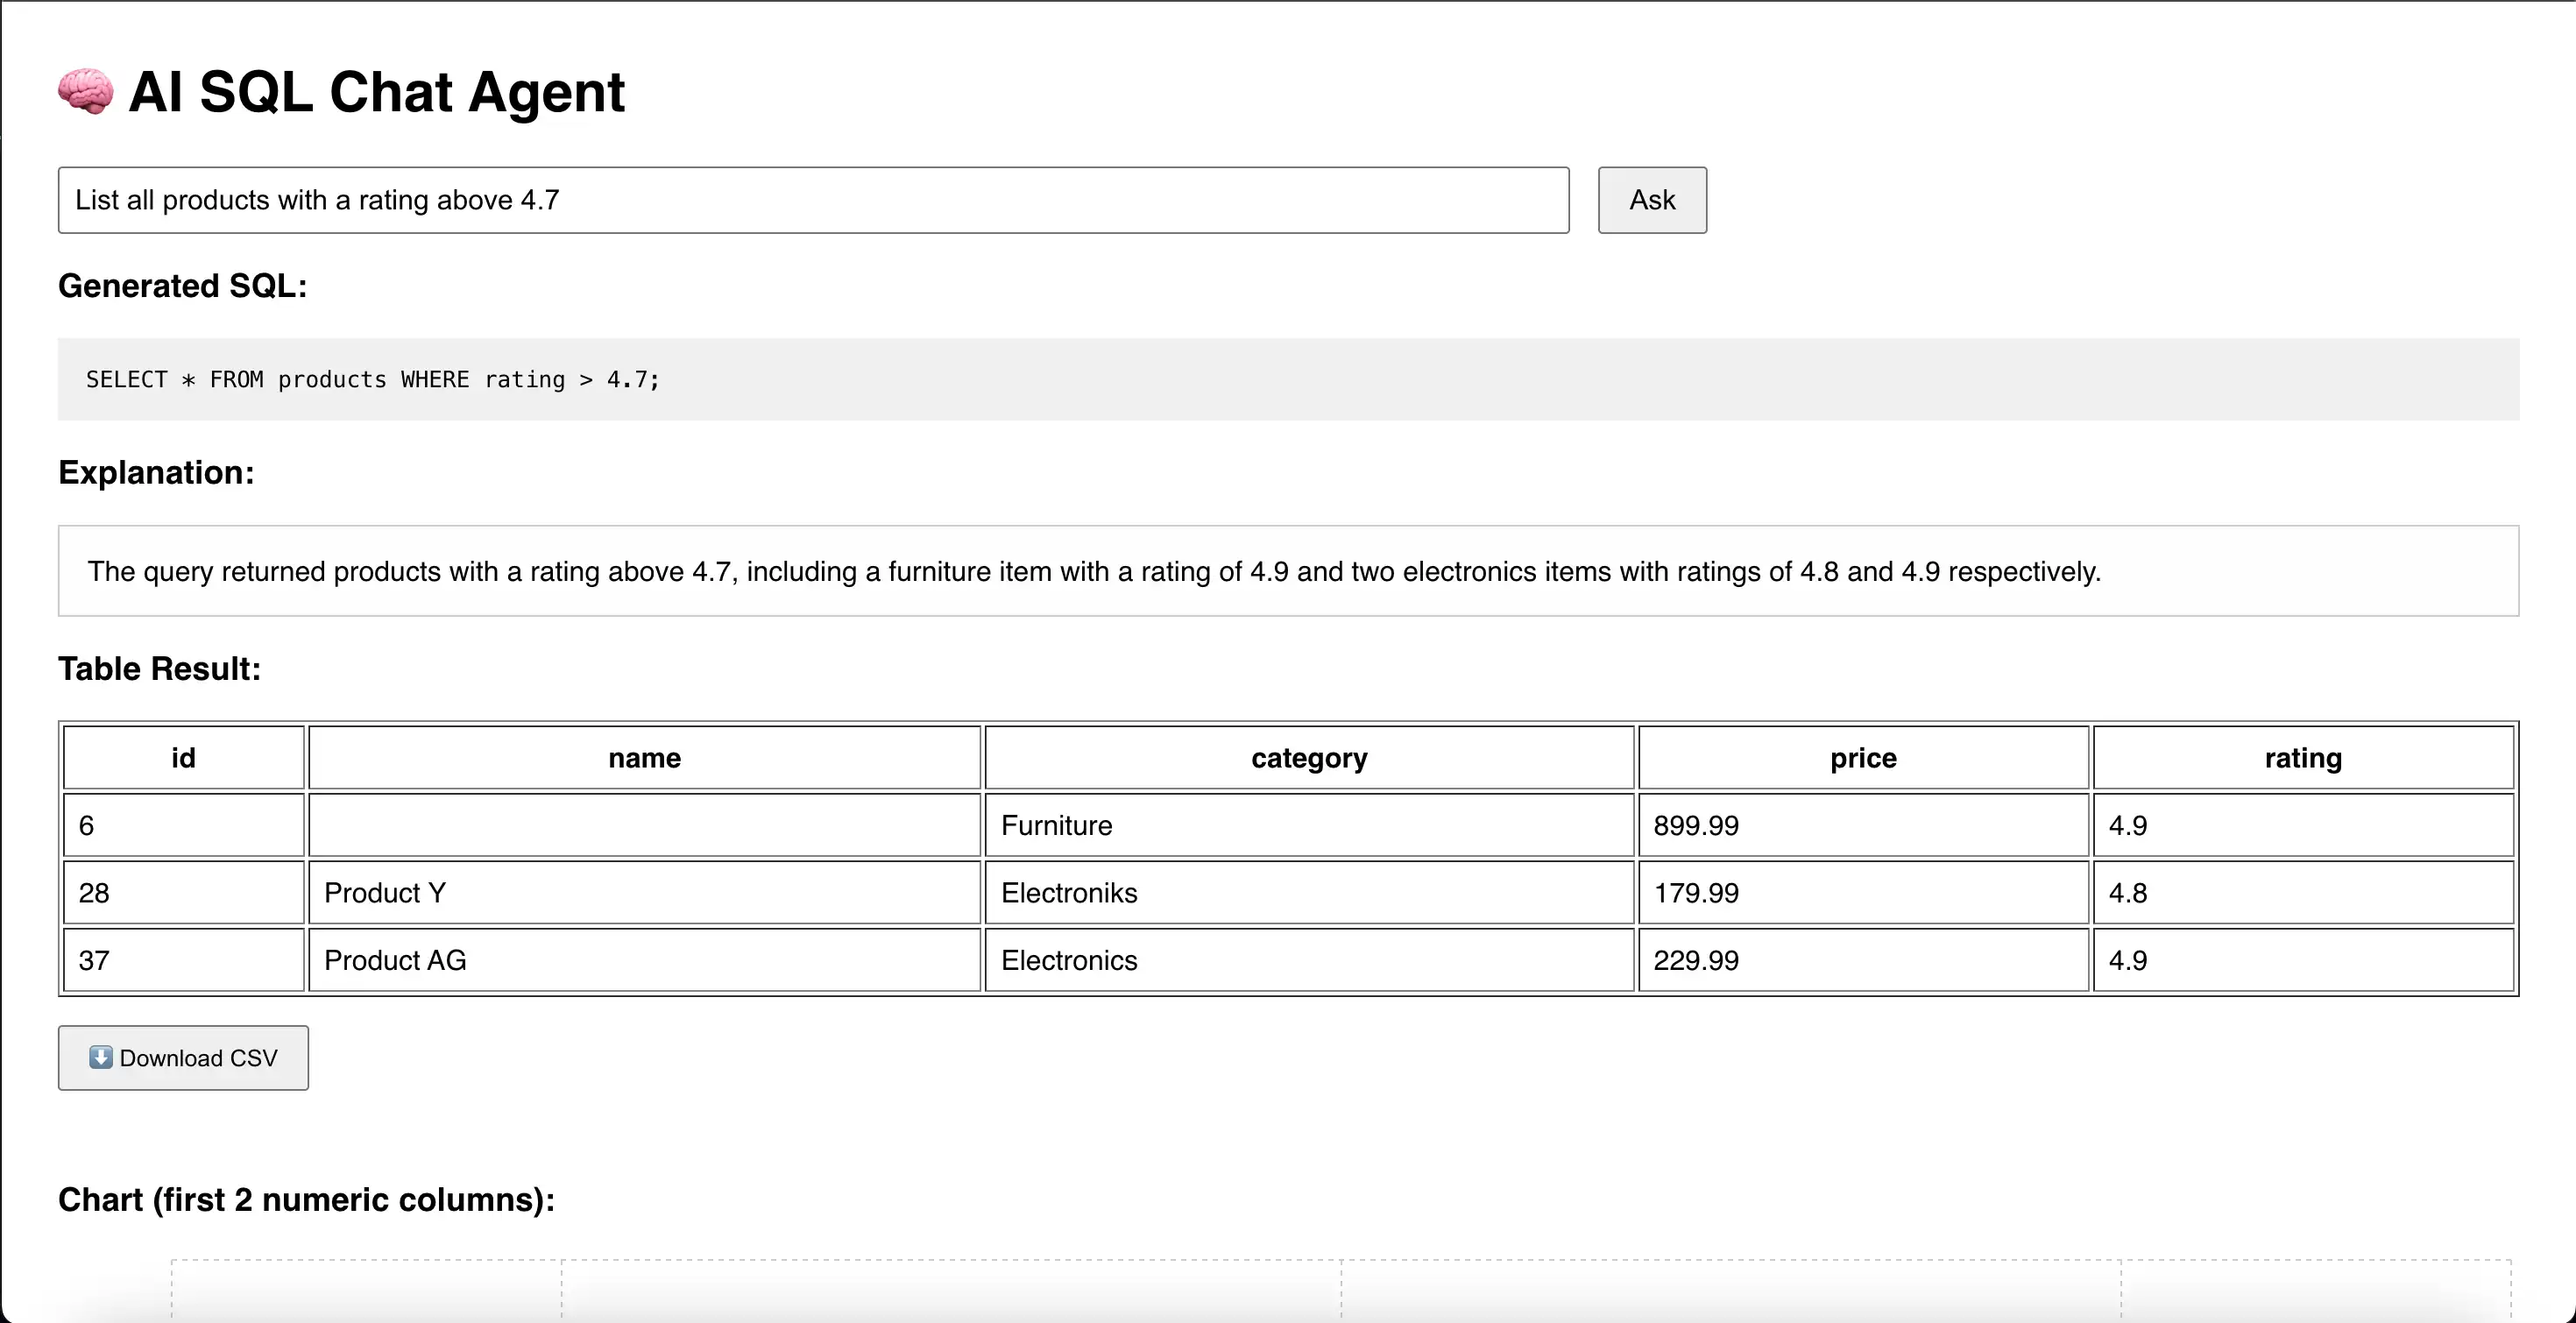 🧠 AI SQL Chat Agent
List all products with a rating above 4.7 Ask
Generated SQL:
SELECT * FROM products WHERE rating > 4.7;
Explanation:
The query returned products with a rating above 4.7, including a furniture item with a rating of 4.9 and two electronics items with ratings of 4.8 and 4.9 respectively.
Table Result:
id name category price rating
6 Furniture 899.99 4.9
28 Product Y Electroniks 179.99 4.8
37 Product AG Electronics 229.99 4.9
⬇️ Download CSV
Chart (first 2 numeric columns):